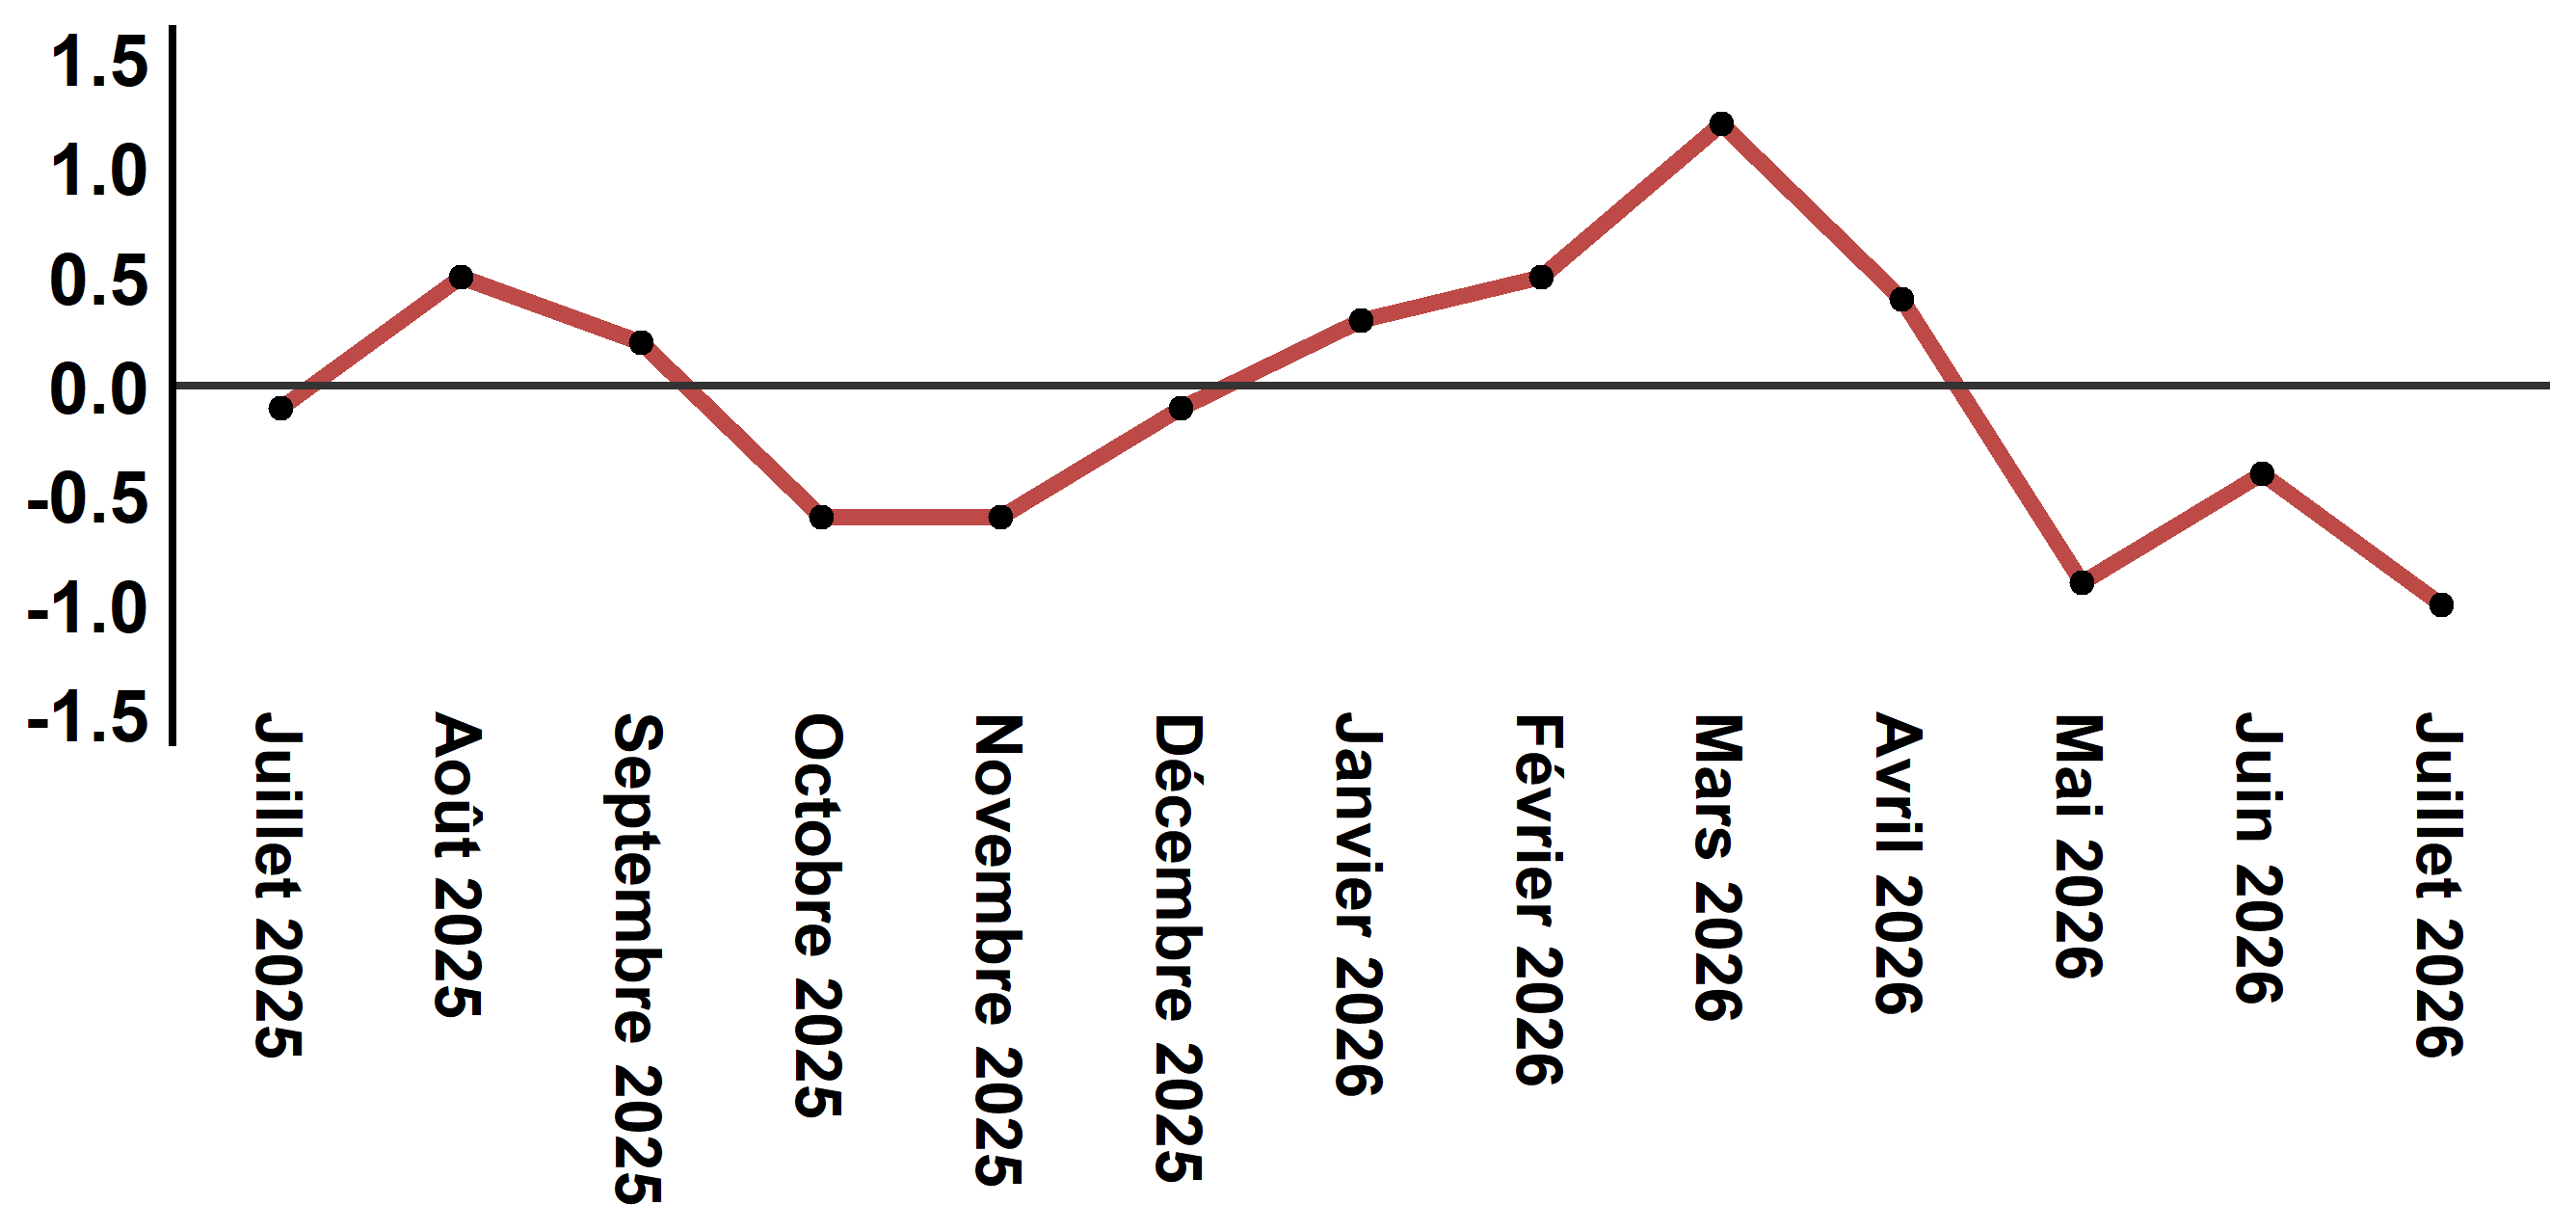 1.5
1.0
0.5
0.0
-0.5
-1.0
-1.5
Juillet 2025
Août 2025
Septembre 2025
Octobre 2025
Novembre 2025
Décembre 2025
Janvier 2026
Février 2026
Mars 2026
Avril 2026
Mai 2026
Juin 2026
Juillet 2026